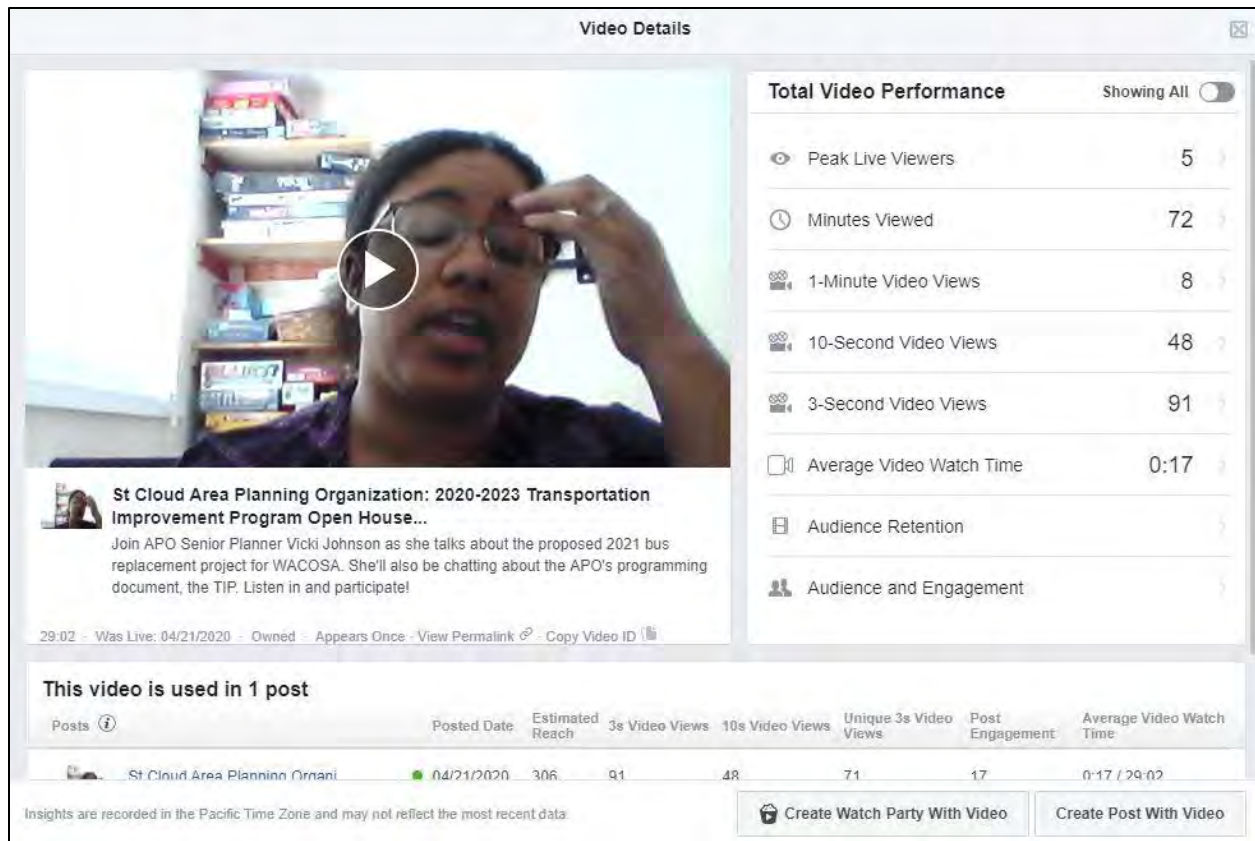 Video Details
Total Video Performance
Showing All
Peak Live Viewers 5
Minutes Viewed 72
1-Minute Video Views 8
10-Second Video Views 48
3-Second Video Views 91
Average Video Watch Time 0:17
Audience Retention
Audience and Engagement
St Cloud Area Planning Organization: 2020-2023 Transportation
Improvement Program Open House...
Join APO Senior Planner Vicki Johnson as she talks about the proposed 2021 bus
replacement project for WACOSA. She'll also be chatting about the APO's programming
document, the TIP. Listen in and participate!
29:02 · Was Live: 04/21/2020 · Owned · Appears Once · View Permalink · Copy Video ID
This video is used in 1 post
Posts Posted Date Estimated Reach 3s Video Views 10s Video Views Unique 3s Video Views Post Engagement Average Video Watch Time
St Cloud Area Planning Organi... 04/21/2020 306 91 48 71 17 0:17 / 29:02
Insights are recorded in the Pacific Time Zone and may not reflect the most recent data.
Create Watch Party With Video
Create Post With Video